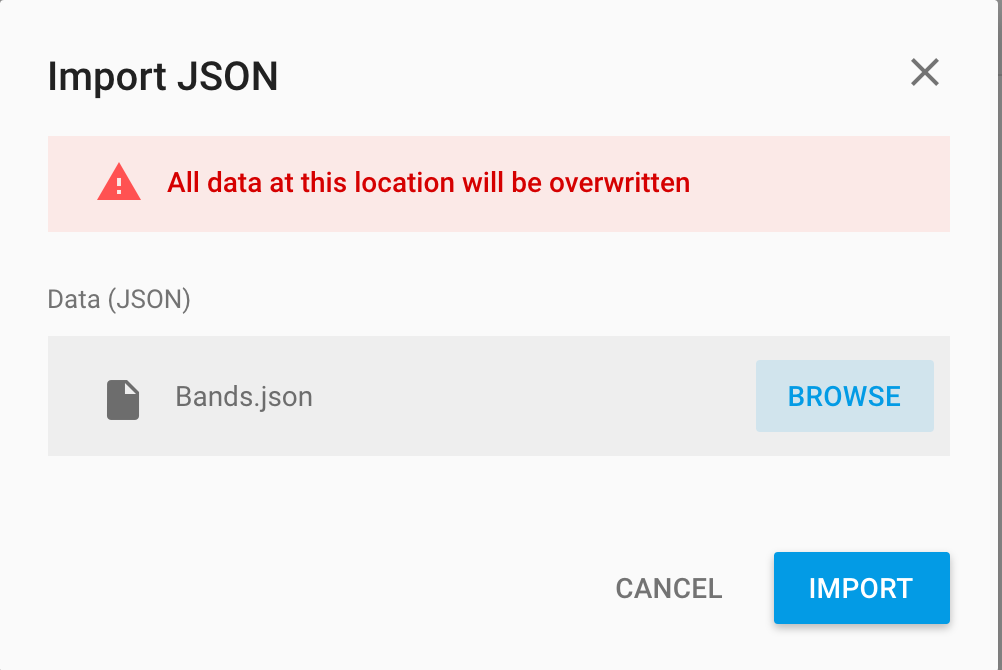 Import JSON
All data at this location will be overwritten
Data (JSON)
Bands.json
BROWSE
CANCEL
IMPORT